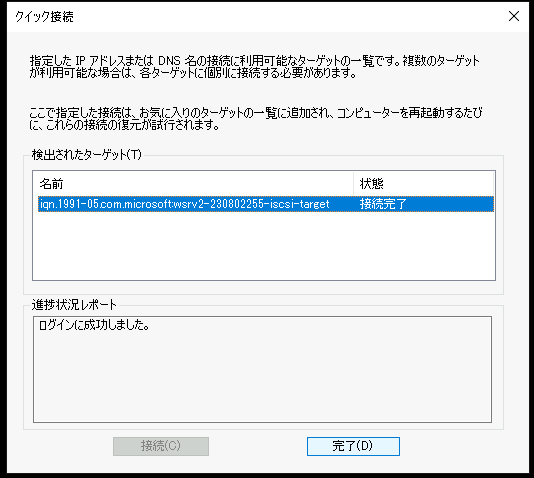 クイック接続
指定した IP アドレスまたは DNS 名の接続に利用可能なターゲットの一覧です。複数のターゲット
が利用可能な場合は、各ターゲットに個別に接続する必要があります。
ここで指定した接続は、お気に入りのターゲットの一覧に追加され、コンピューターを再起動するたび
に、これらの接続の復元が試行されます。
検出されたターゲット(T)
名前 状態
iqn.1991-05.com.microsoft:wsrv2-230802255-iscsi-target 接続完了
進捗状況レポート
ログインに成功しました。
接続(C) 完了(D)